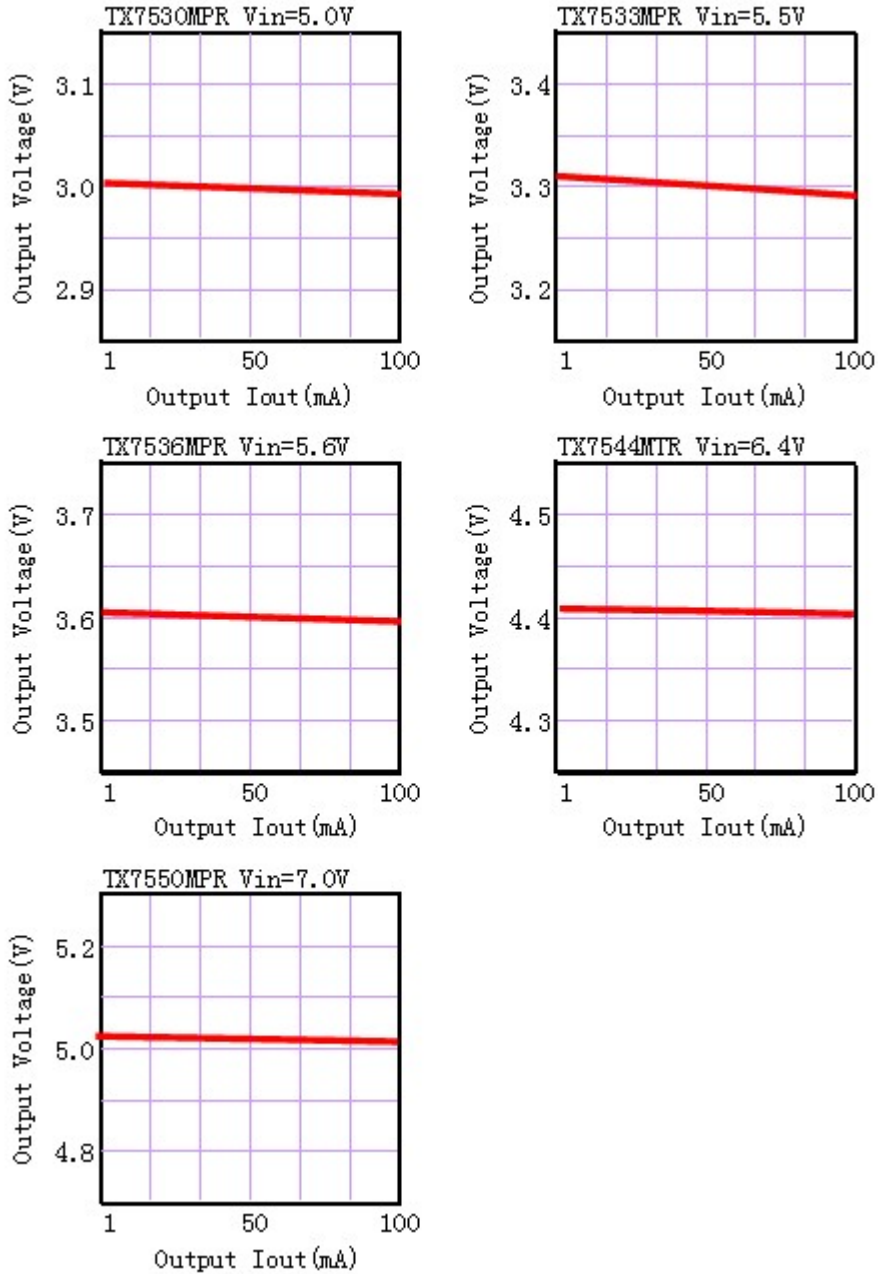 TX7530MPR Vin=5.0V
Output Voltage(V)
3.1
3.0
2.9
1 50 100
Output Iout(mA)
TX7533MPR Vin=5.5V
Output Voltage(V)
3.4
3.3
3.2
1 50 100
Output Iout(mA)
TX7536MPR Vin=5.6V
Output Voltage(V)
3.7
3.6
3.5
1 50 100
Output Iout(mA)
TX7544MTR Vin=6.4V
Output Voltage(V)
4.5
4.4
4.3
1 50 100
Output Iout(mA)
TX7550MPR Vin=7.0V
Output Voltage(V)
5.2
5.0
4.8
1 50 100
Output Iout(mA)